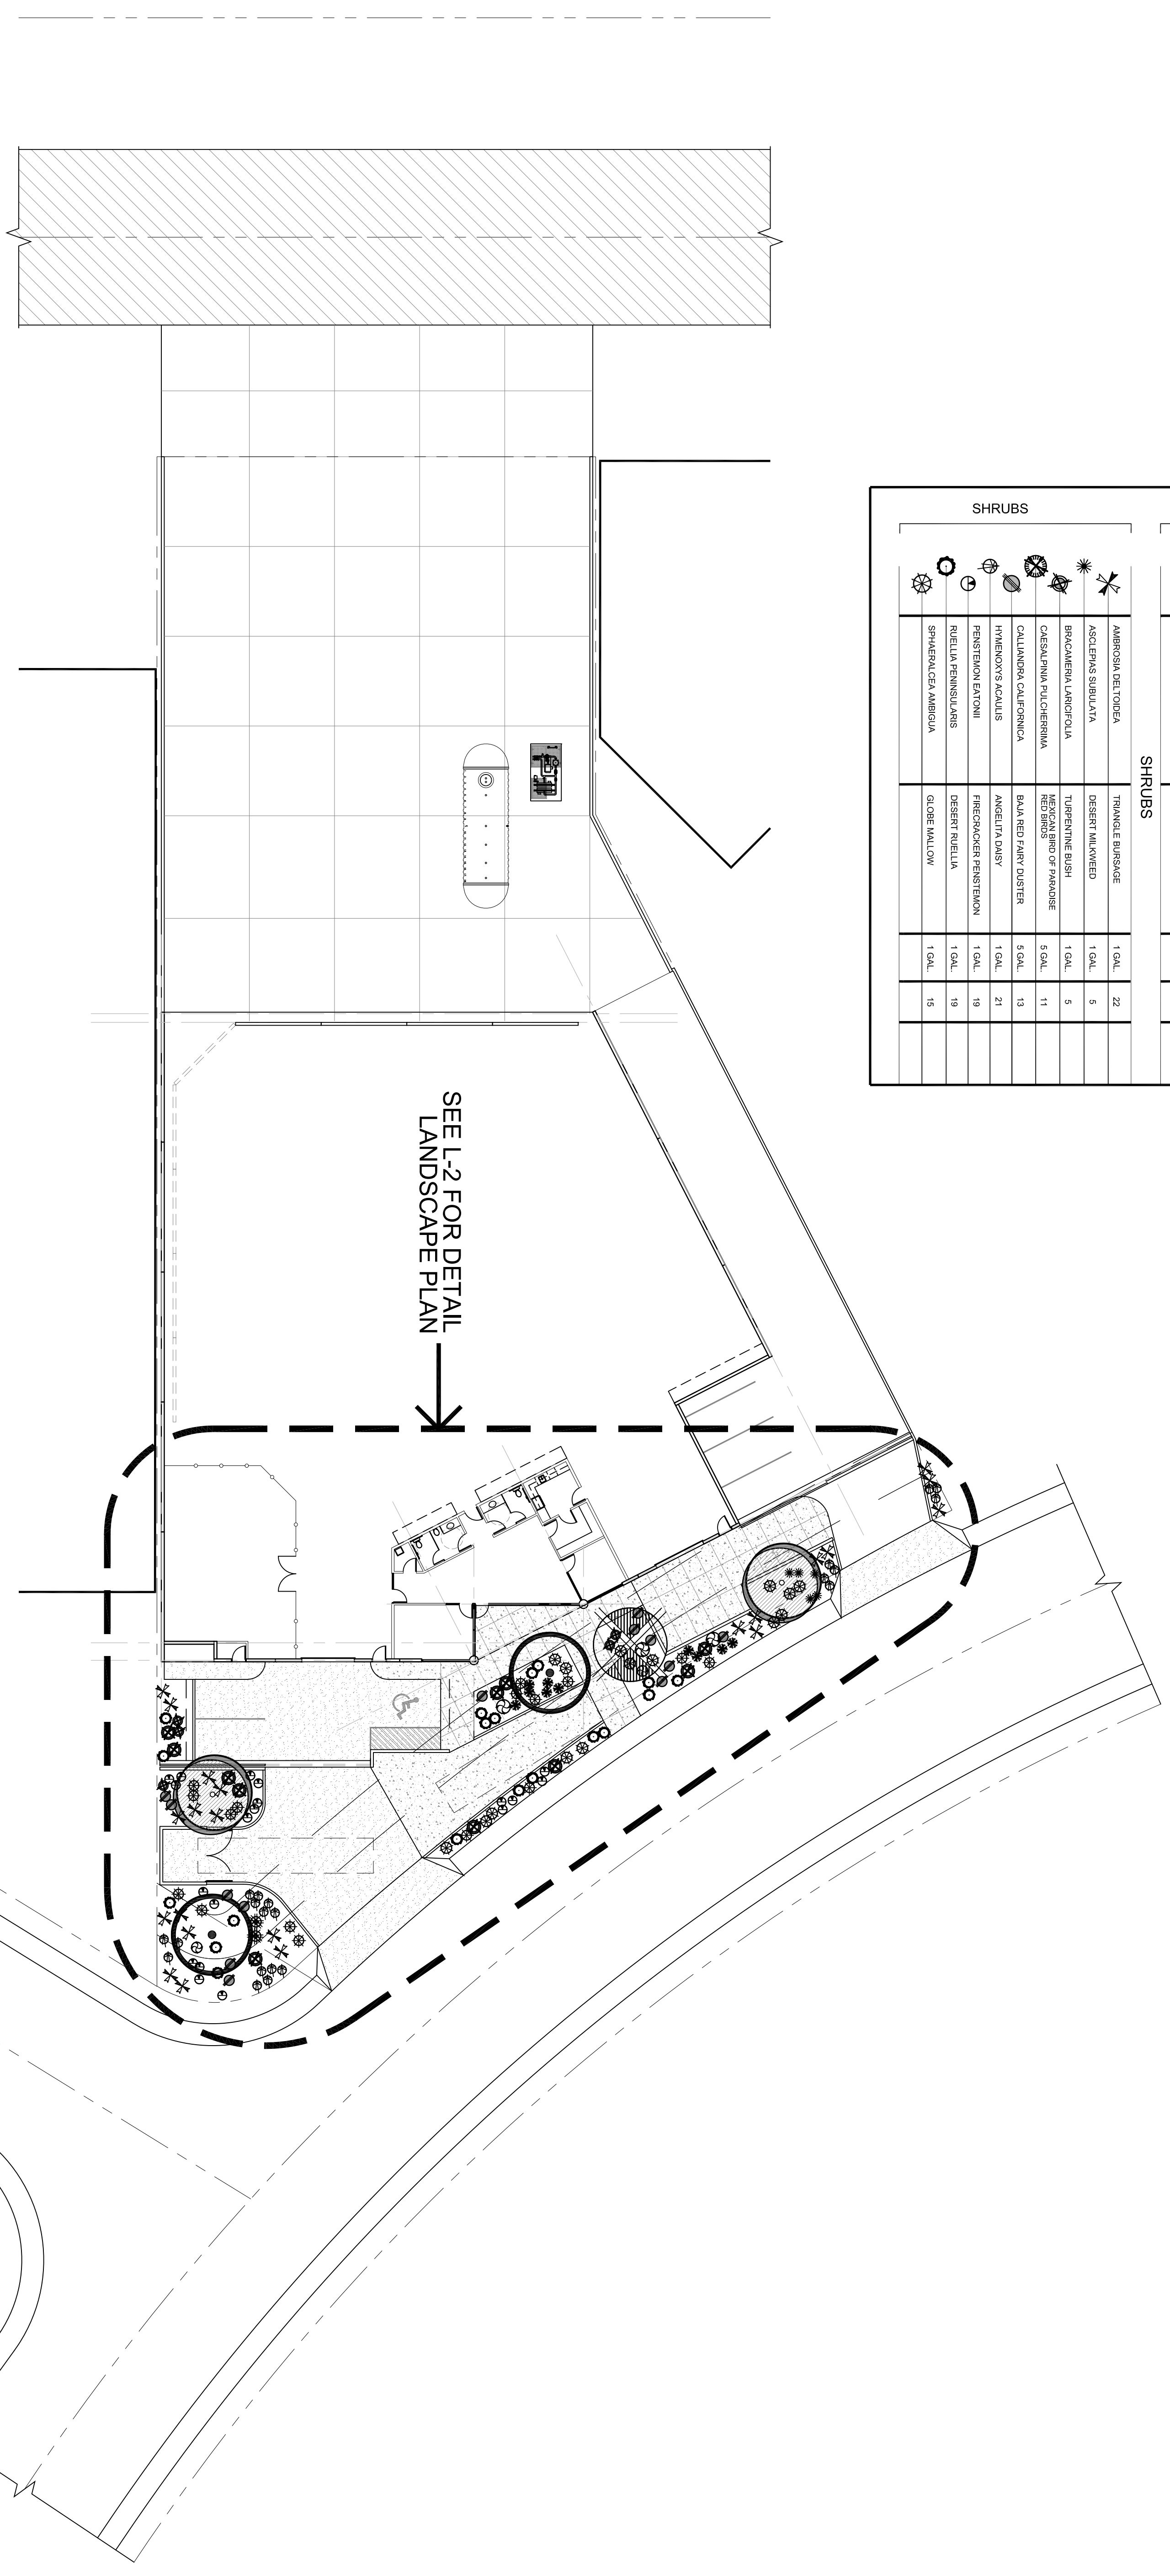 SHRUBS
SHRUBS
AMBROSIA DELTOIDEA TRIANGLE BURSAGE 1 GAL. 22
ASCLEPIAS SUBULATA DESERT MILKWEED 1 GAL. 5
BRACAMERIA LARICIFOLIA TURPENTINE BUSH 1 GAL. 5
CAESALPINIA PULCHERRIMA MEXICAN BIRD OF PARADISE 5 GAL. 11
RED BIRDS
CALLIANDRA CALIFORNICA BAJA RED FAIRY DUSTER 5 GAL. 13
HYMENOXYS ACAULIS ANGELITA DAISY 1 GAL. 21
PENSTEMON EATONII FIRECRACKER PENSTEMON 1 GAL. 19
RUELLIA PENINSULARIS DESERT RUELLIA 1 GAL. 19
SPHAERALCEA AMBIGUA GLOBE MALLOW 1 GAL. 15
SEE L-2 FOR DETAIL
LANDSCAPE PLAN